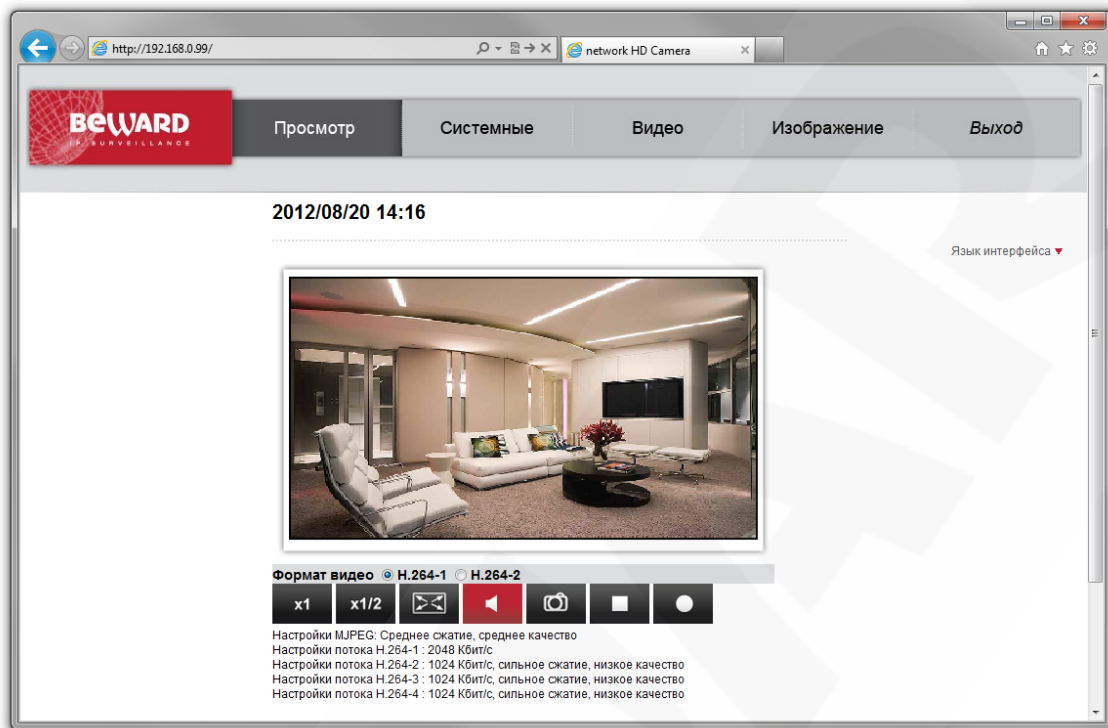 http://192.168.0.99/
network HD Camera
BEWARD
IP SURVEILLANCE
Просмотр
Системные
Видео
Изображение
Выход
2012/08/20 14:16
Язык интерфейса
Формат видео H.264-1 H.264-2
x1
x1/2
Настройки MJPEG: Среднее сжатие, среднее качество
Настройки потока H.264-1 : 2048 Кбит/с
Настройки потока H.264-2 : 1024 Кбит/с, сильное сжатие, низкое качество
Настройки потока H.264-3 : 1024 Кбит/с, сильное сжатие, низкое качество
Настройки потока H.264-4 : 1024 Кбит/с, сильное сжатие, низкое качество